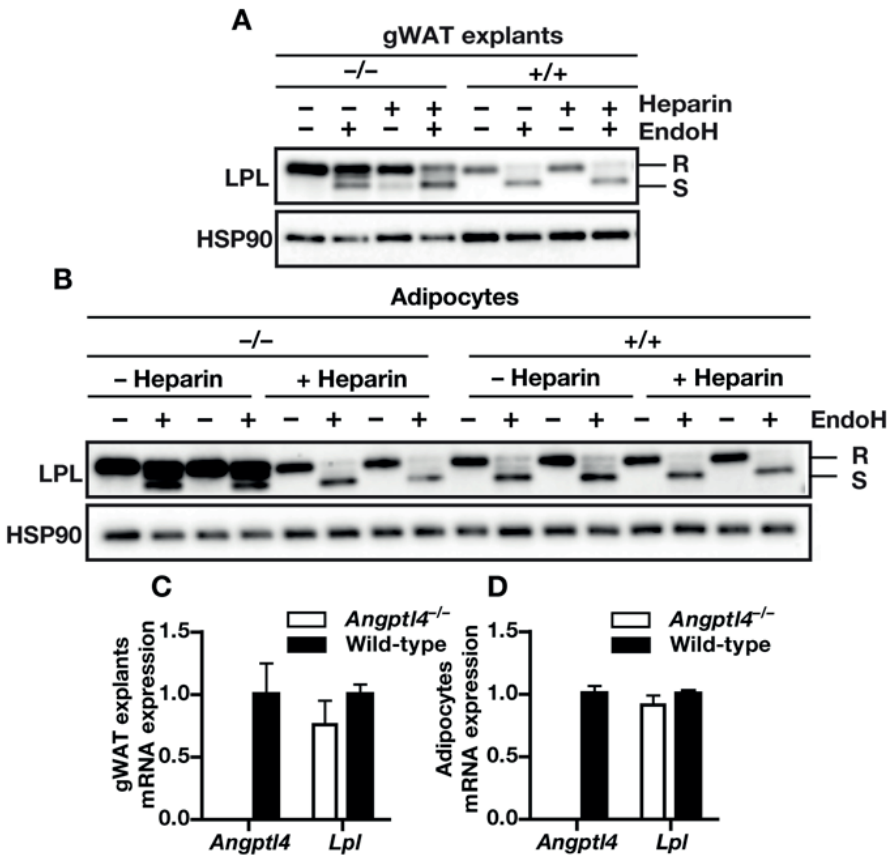 A
gWAT explants
–/– +/+
– – + + – – + + Heparin
– + – + – + – + EndoH
LPL R
S
HSP90
B
Adipocytes
–/– +/+
– Heparin + Heparin – Heparin + Heparin
– + – + – + – + – + – + – + – + EndoH
LPL R
S
HSP90
C
gWAT explants
mRNA expression
1.5
1.0
0.5
0.0
Angptl4–/–
Wild-type
Angptl4 Lpl
D
Adipocytes
mRNA expression
1.5
1.0
0.5
0.0
Angptl4–/–
Wild-type
Angptl4 Lpl